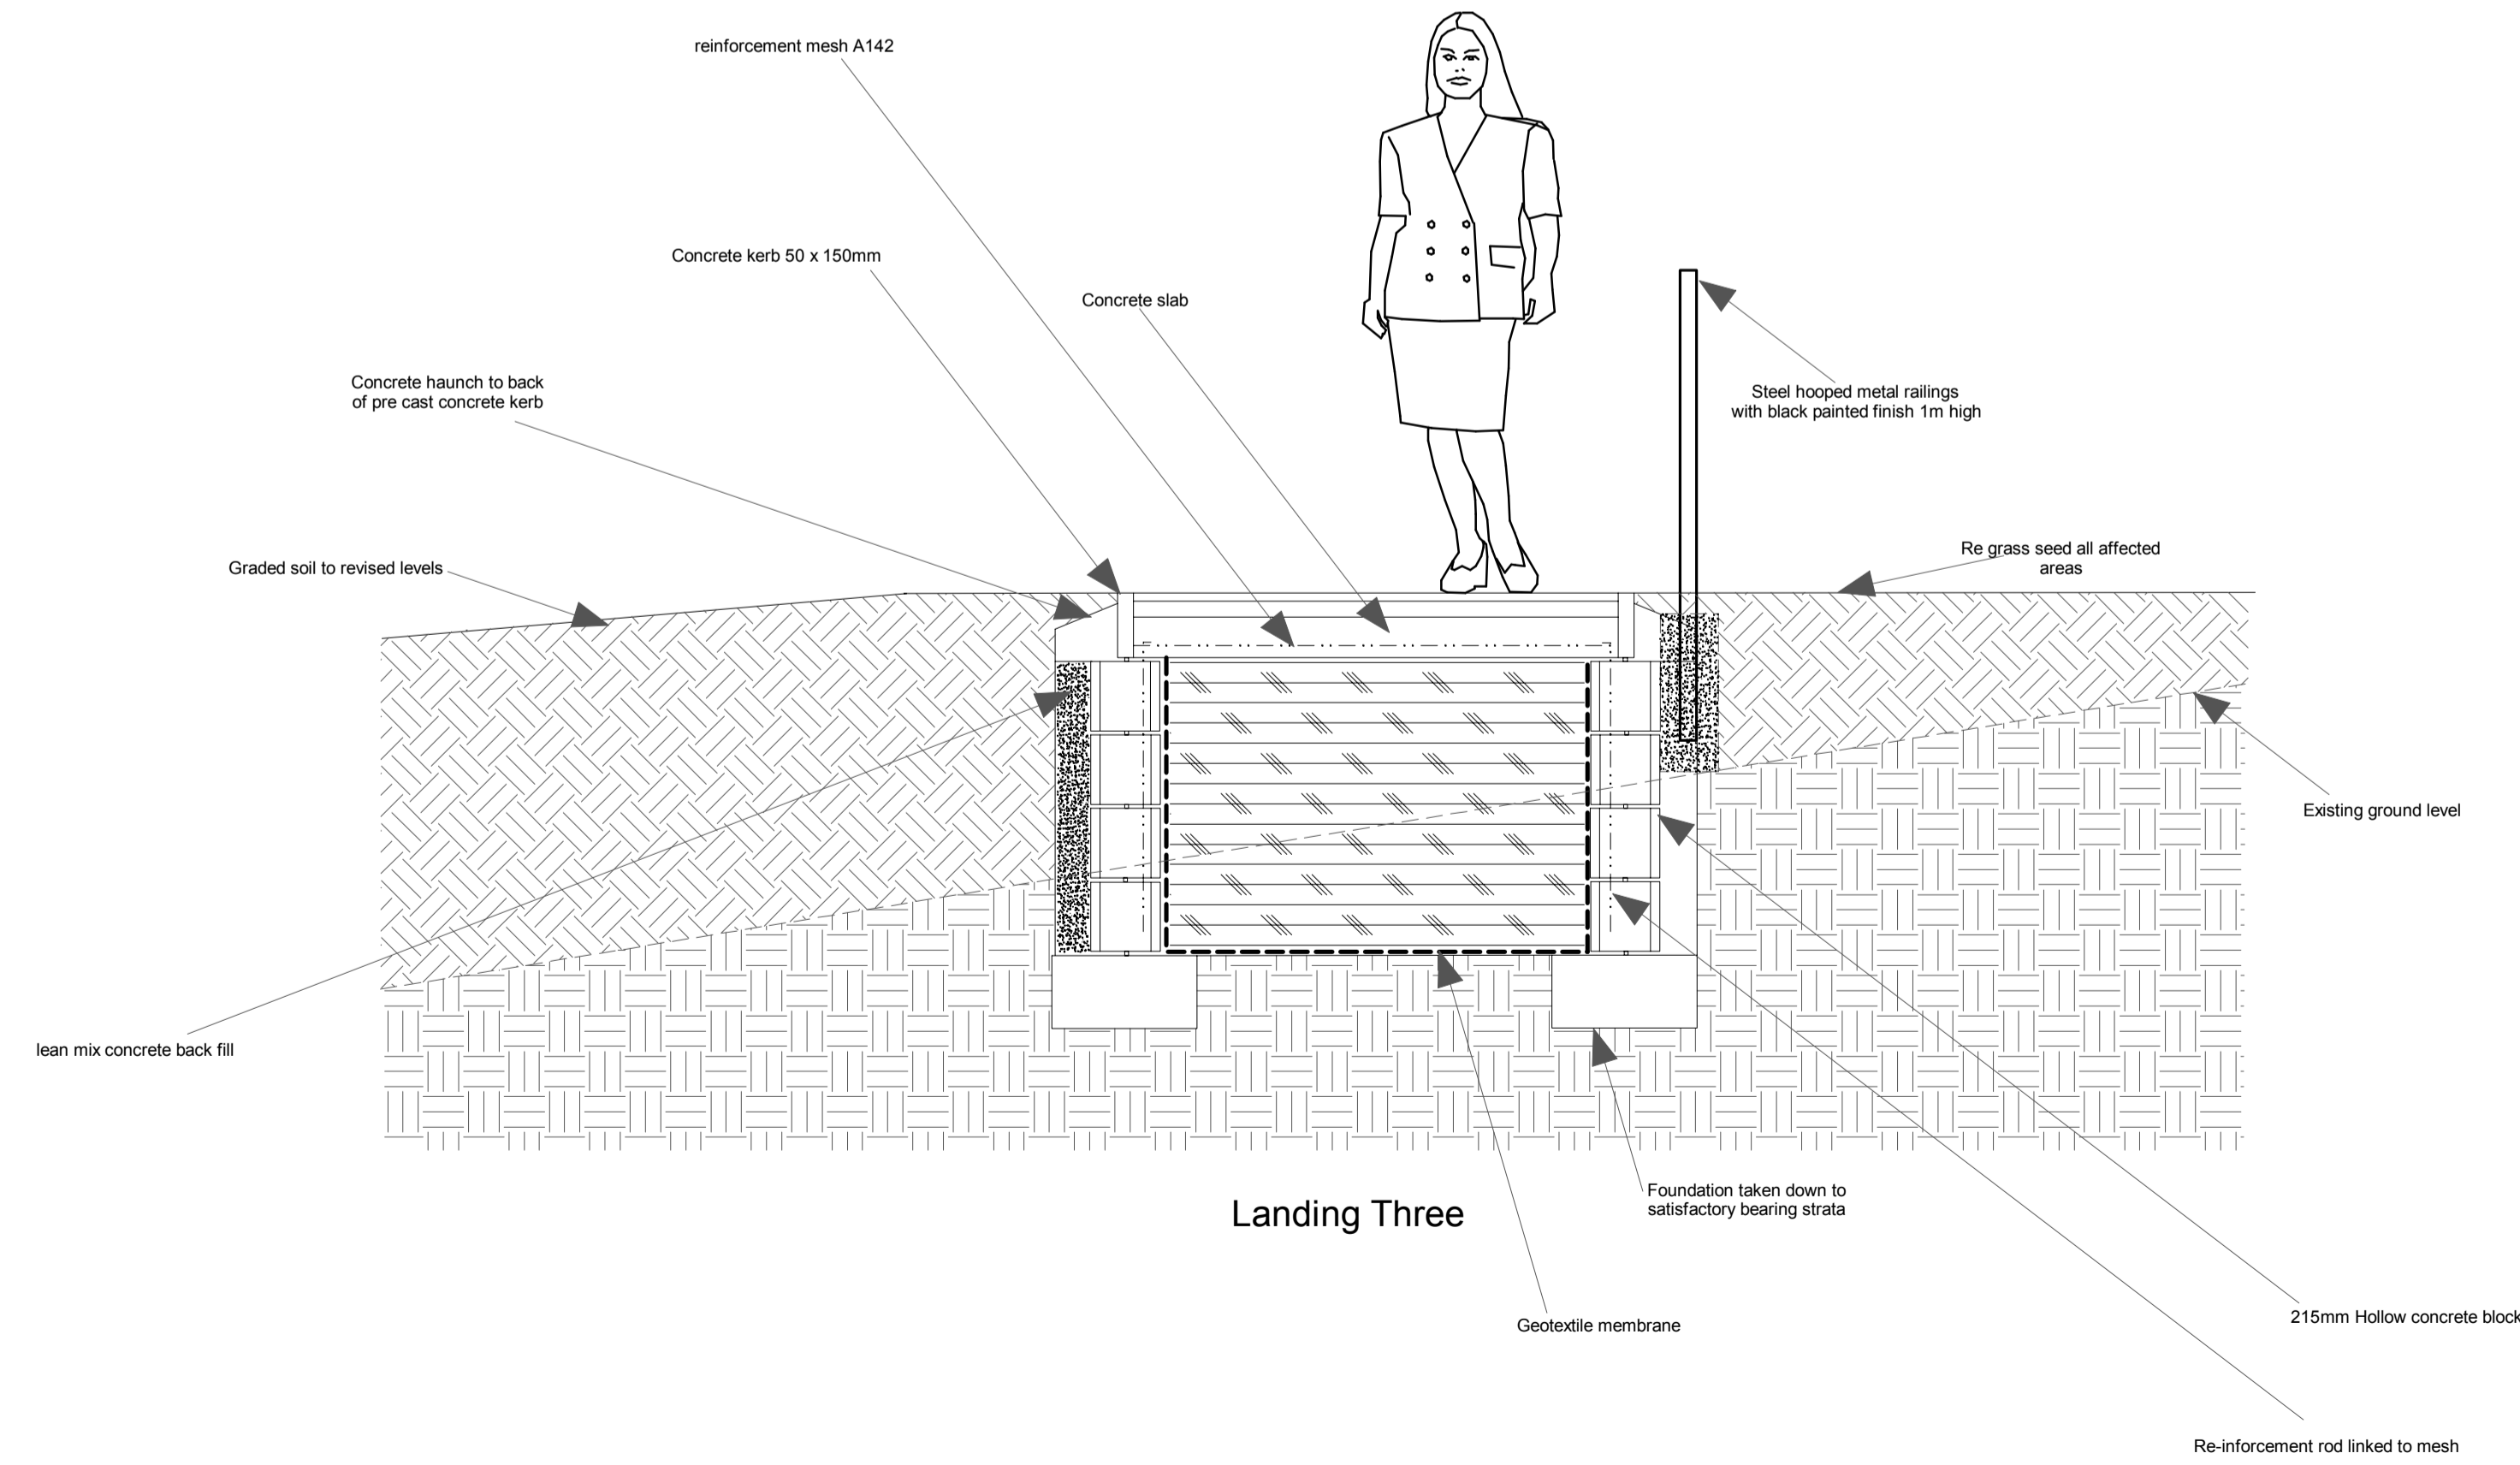 reinforcement mesh A142
Concrete kerb 50 x 150mm
Concrete slab
Concrete haunch to back
of pre cast concrete kerb
Steel hooped metal railings
with black painted finish 1m high
Re grass seed all affected
areas
Graded soil to revised levels
Existing ground level
lean mix concrete back fill
Foundation taken down to
satisfactory bearing strata
Landing Three
Geotextile membrane
215mm Hollow concrete block
Re-inforcement rod linked to mesh